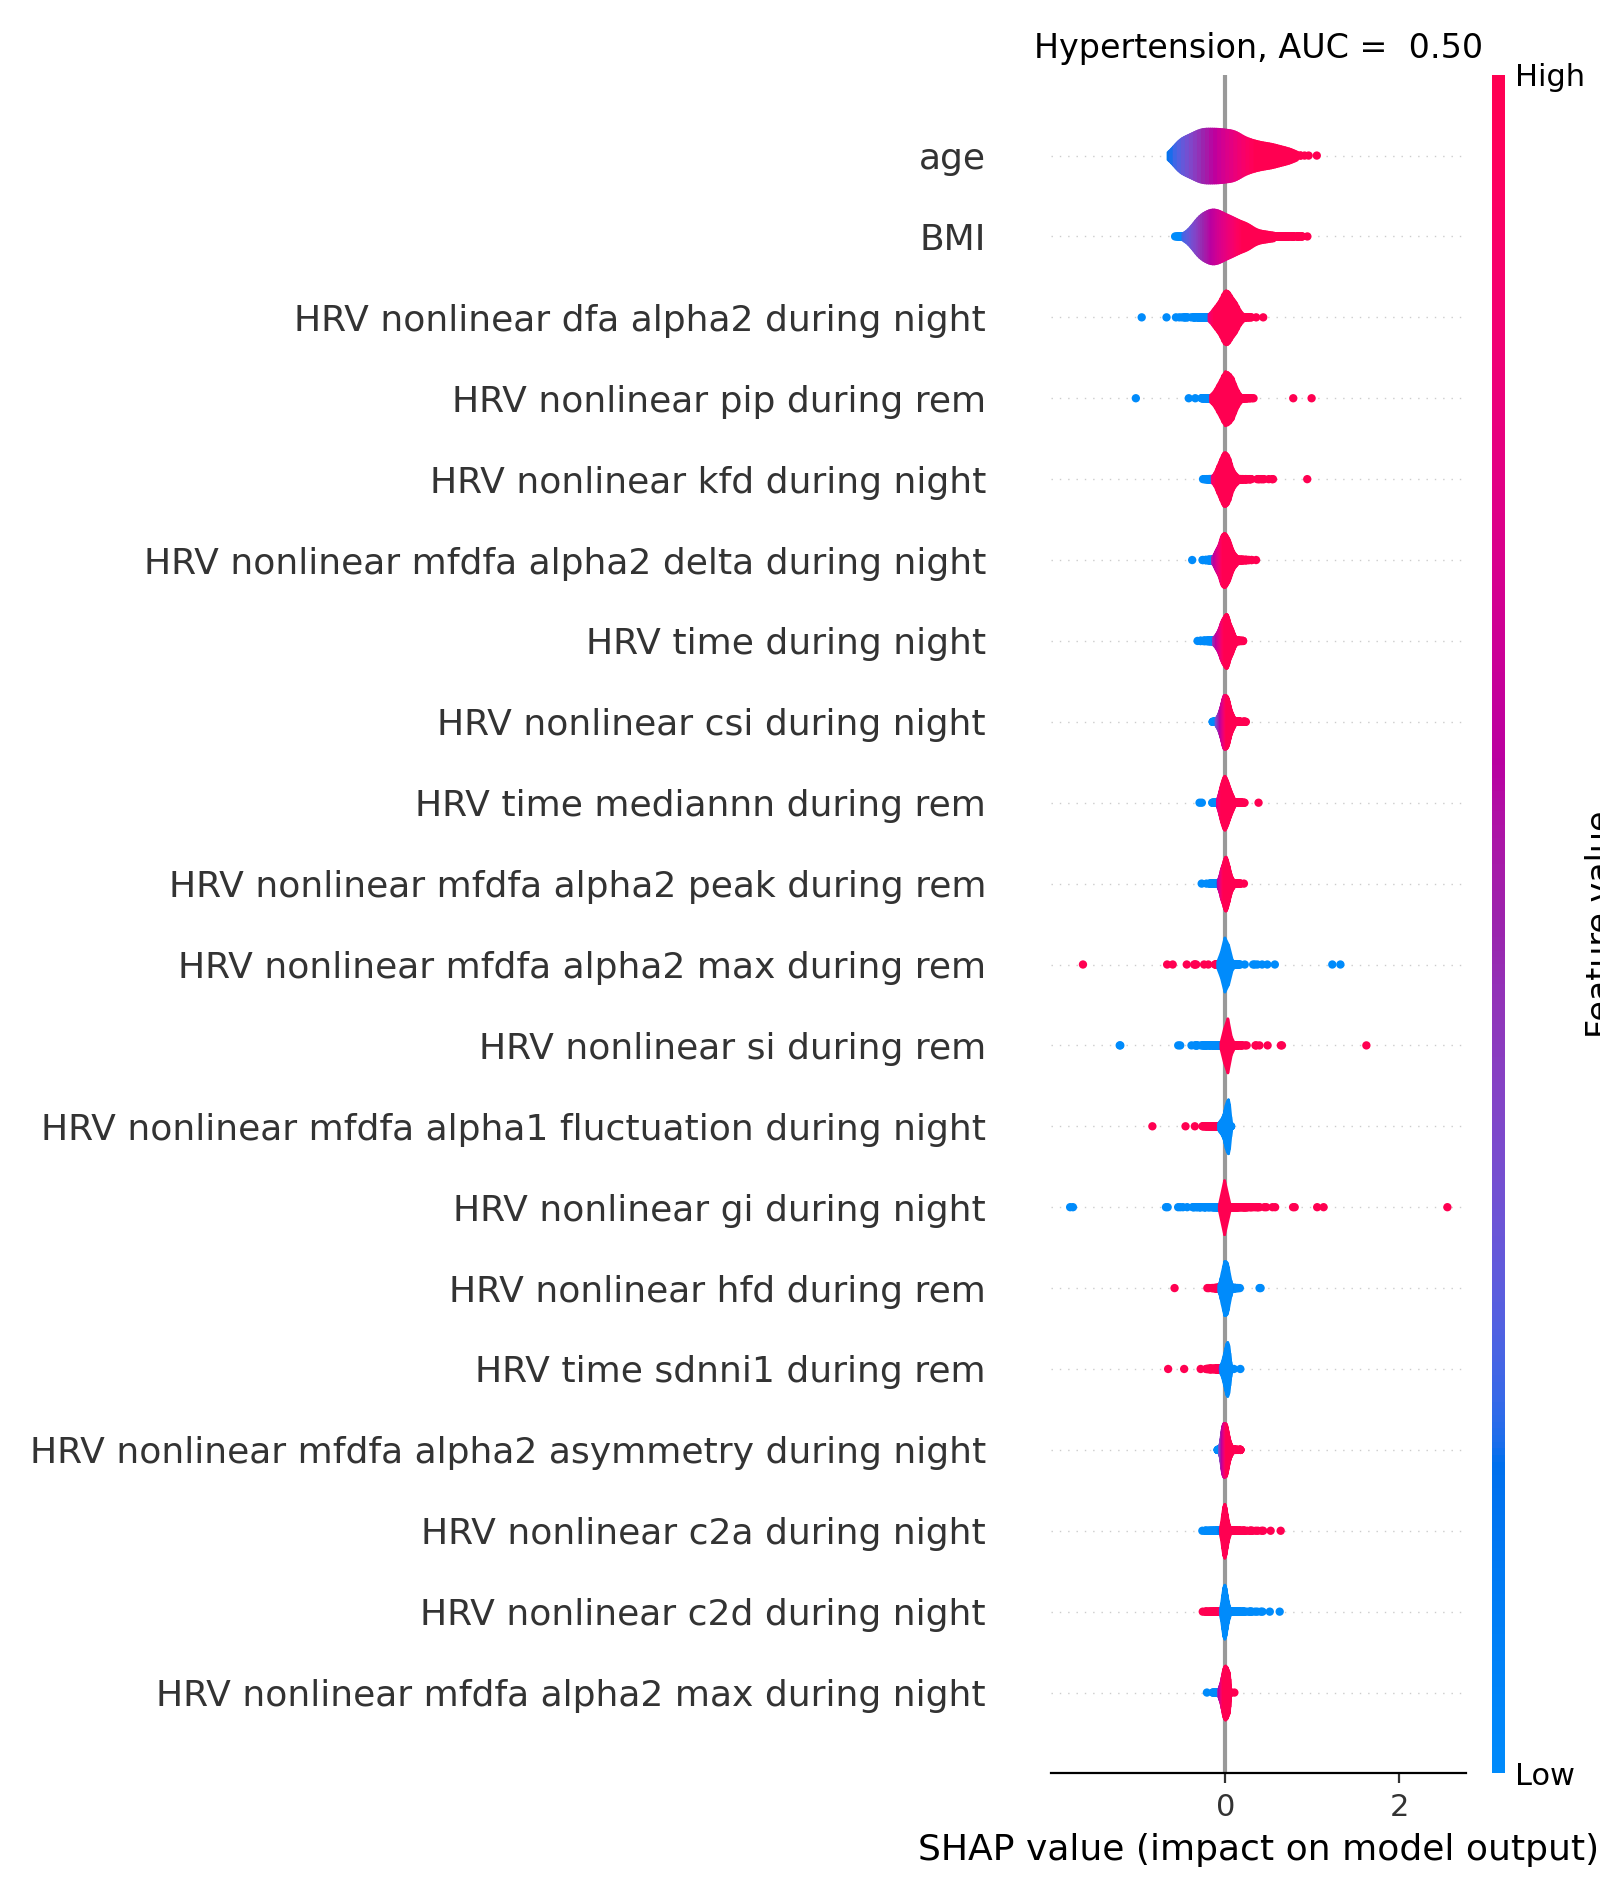 Hypertension, AUC =  0.50
High
age
BMI
HRV nonlinear dfa alpha2 during night
HRV nonlinear pip during rem
HRV nonlinear kfd during night
HRV nonlinear mfdfa alpha2 delta during night
HRV time during night
HRV nonlinear csi during night
HRV time mediannn during rem
HRV nonlinear mfdfa alpha2 peak during rem
HRV nonlinear mfdfa alpha2 max during rem
HRV nonlinear si during rem
HRV nonlinear mfdfa alpha1 fluctuation during night
HRV nonlinear gi during night
HRV nonlinear hfd during rem
HRV time sdnni1 during rem
HRV nonlinear mfdfa alpha2 asymmetry during night
HRV nonlinear c2a during night
HRV nonlinear c2d during night
HRV nonlinear mfdfa alpha2 max during night
Feature value
Low
0 2
SHAP value (impact on model output)